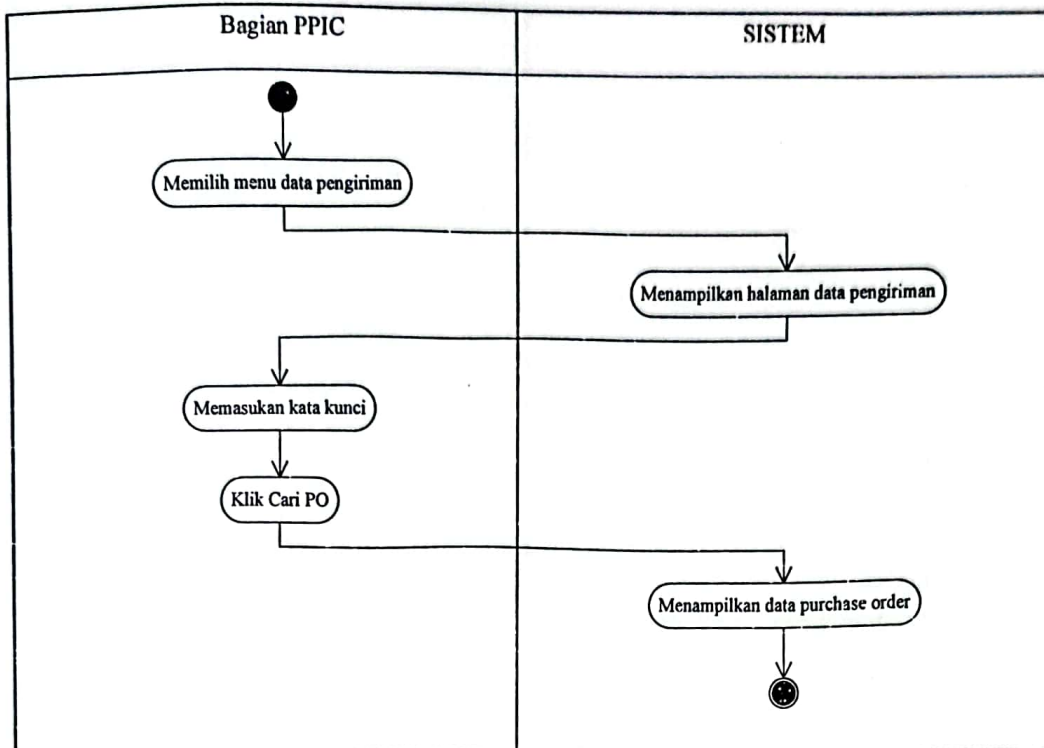 Bagian PPIC
SISTEM
Memilih menu data pengiriman
Menampilkan halaman data pengiriman
Memasukan kata kunci
Klik Cari PO
Menampilkan data purchase order